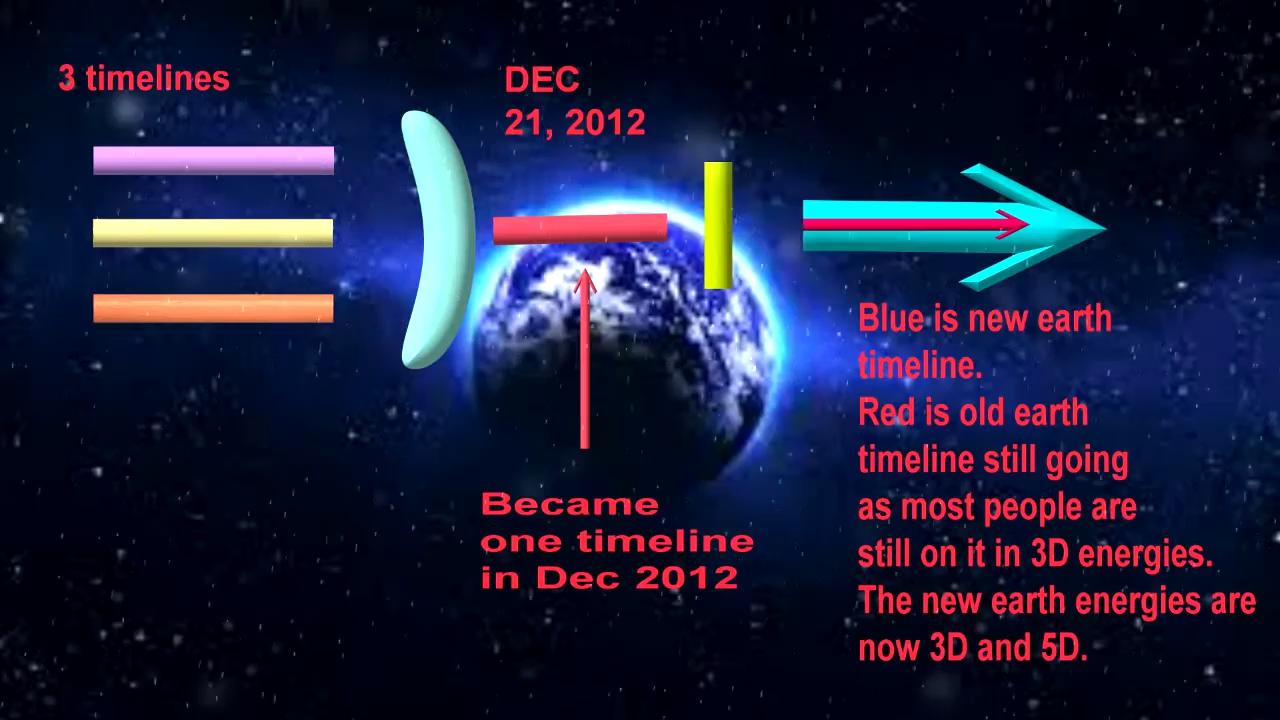 3 timelines
DEC
21, 2012
Became
one timeline
in Dec 2012
Blue is new earth
timeline.
Red is old earth
timeline still going
as most people are
still on it in 3D energies.
The new earth energies are
now 3D and 5D.